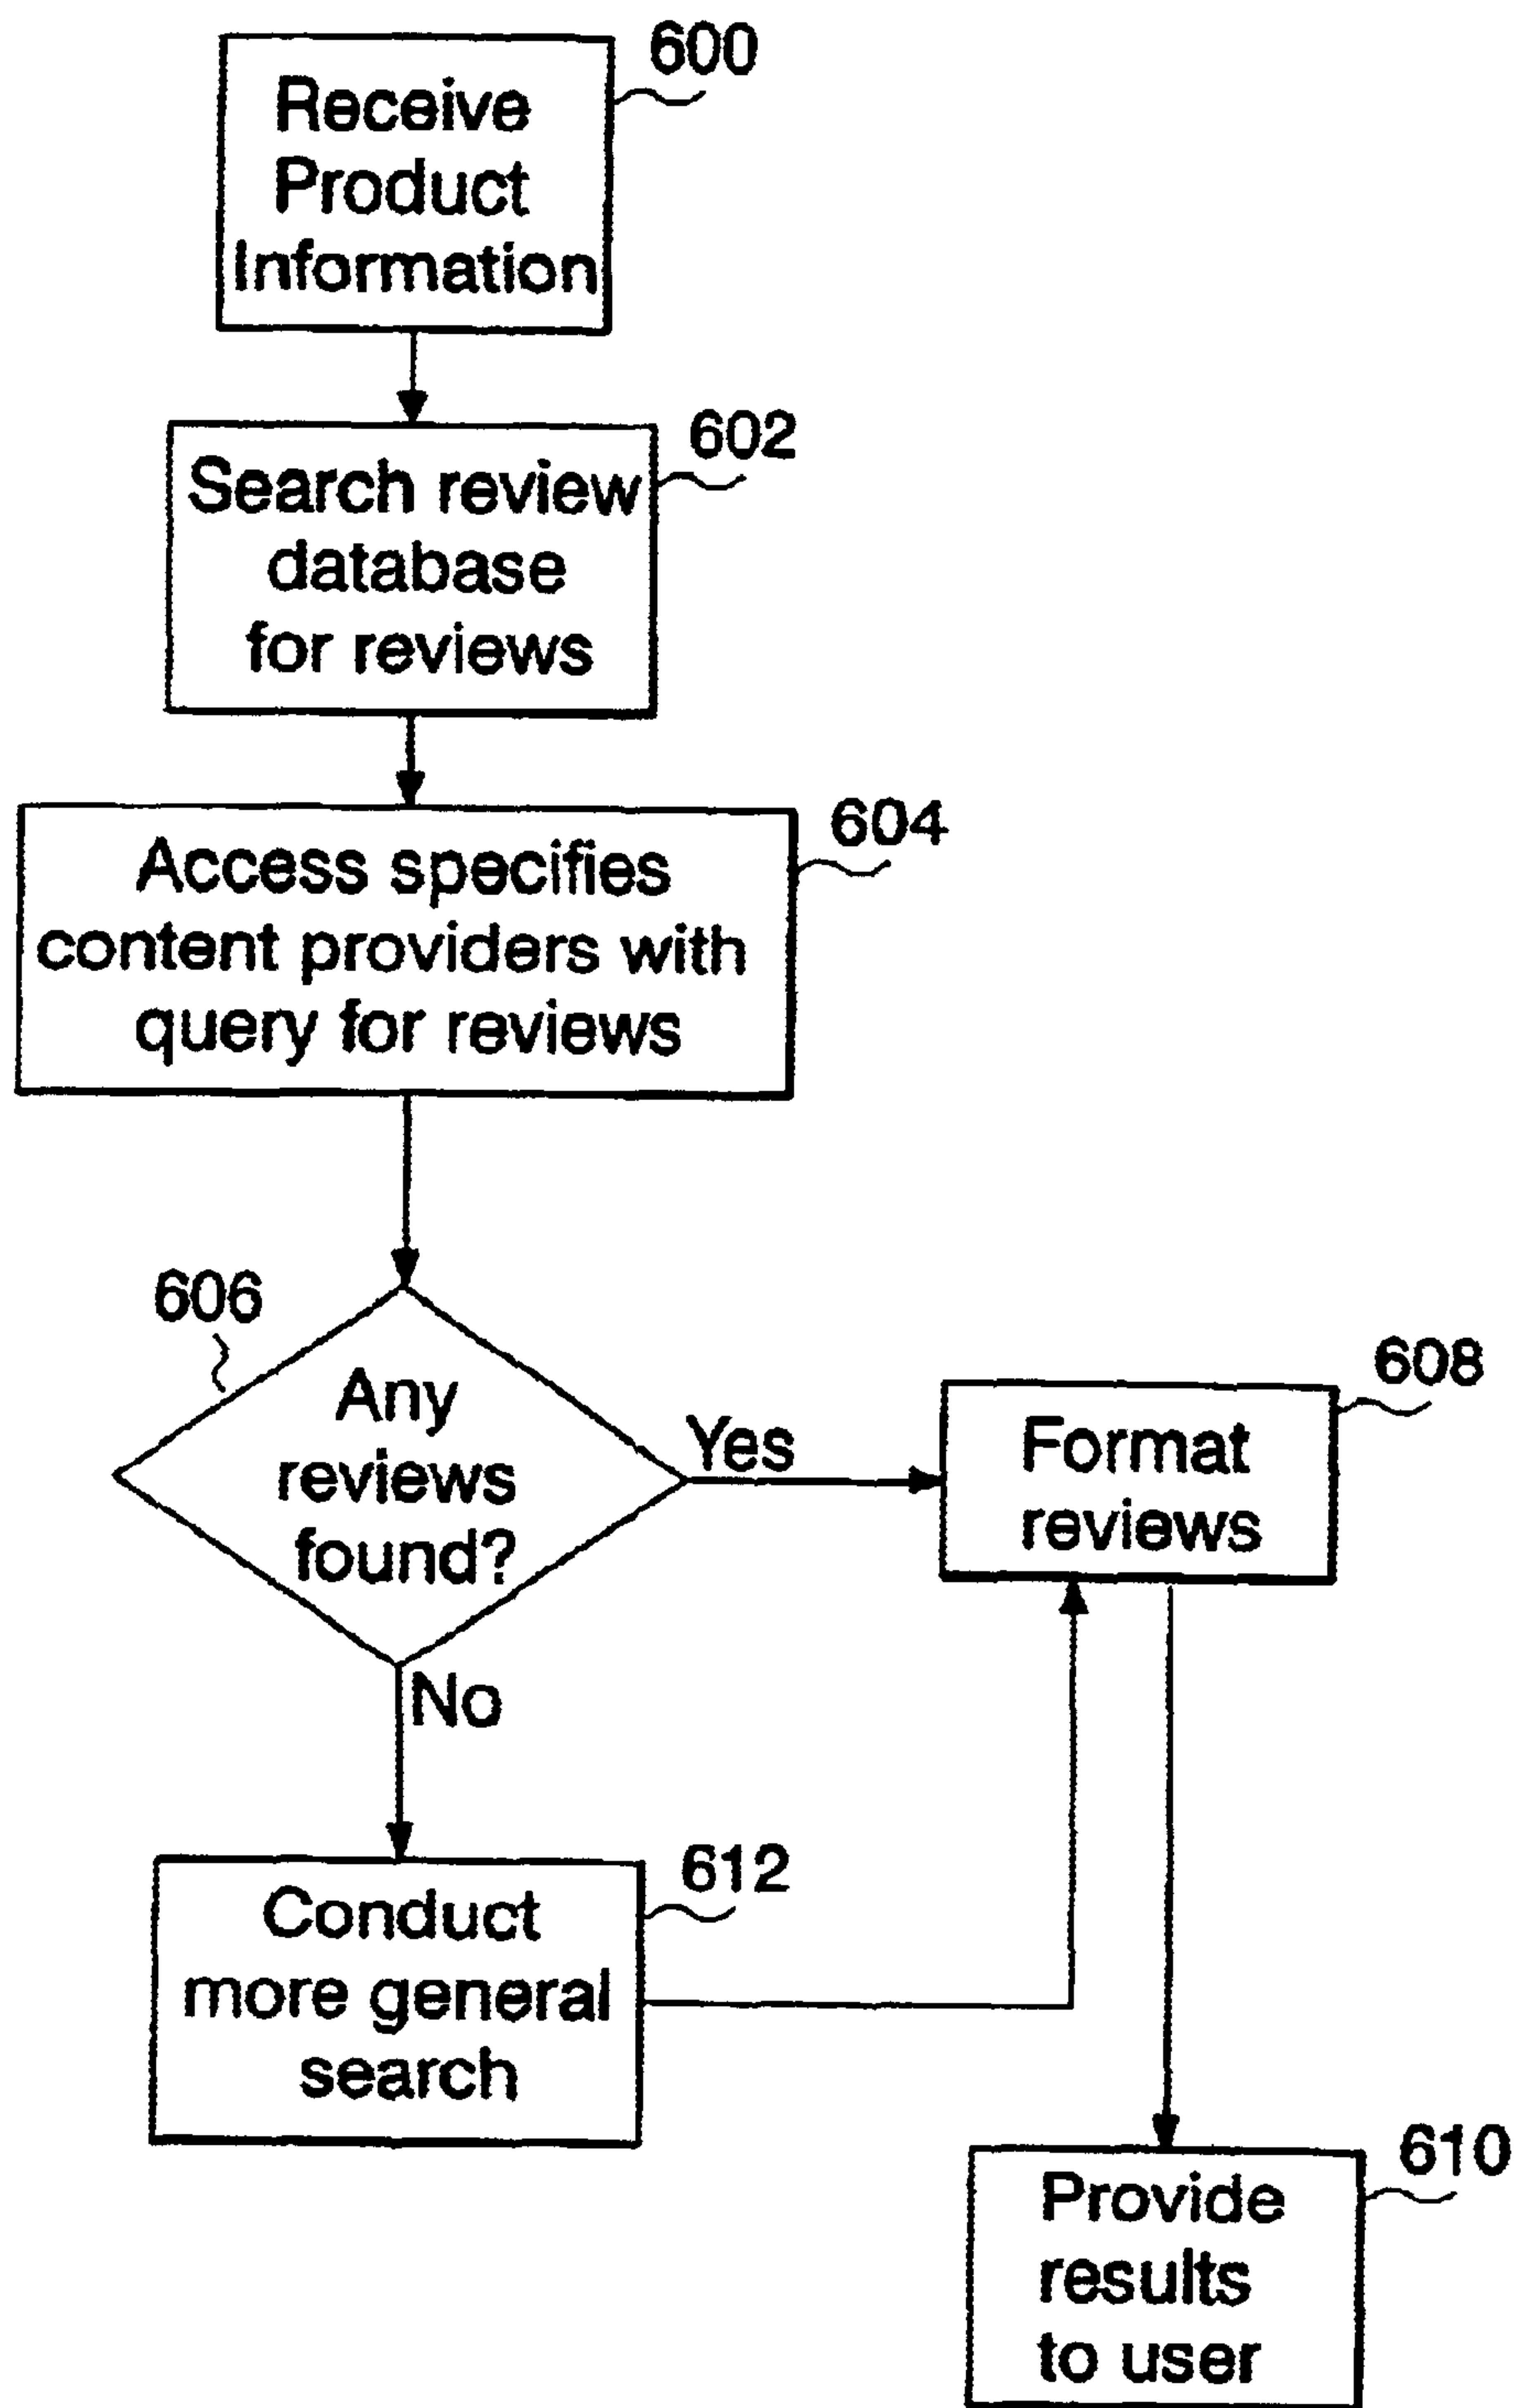 600
Receive
Product
Information
602
Search review
database
for reviews
604
Access specifies
content providers with
query for reviews
606
Any
reviews
found?
Yes
608
Format
reviews
No
612
Conduct
more general
search
610
Provide
results
to user